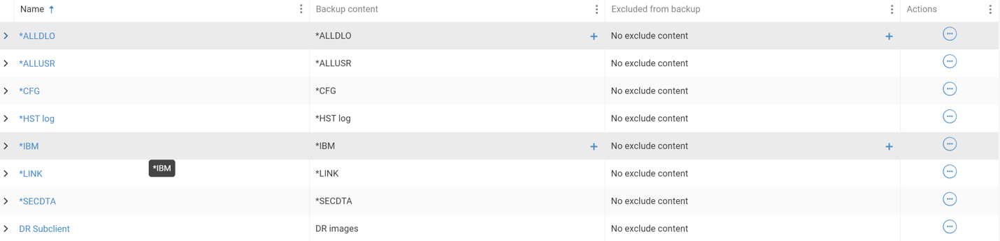 Name ↑ Backup content Excluded from backup Actions
*ALLDLO *ALLDLO + No exclude content +
*ALLUSR *ALLUSR No exclude content
*CFG *CFG No exclude content
*HST log *HST log No exclude content
*IBM *IBM + No exclude content +
*IBM
*LINK *LINK No exclude content
*SECDTA *SECDTA No exclude content
DR Subclient DR images No exclude content